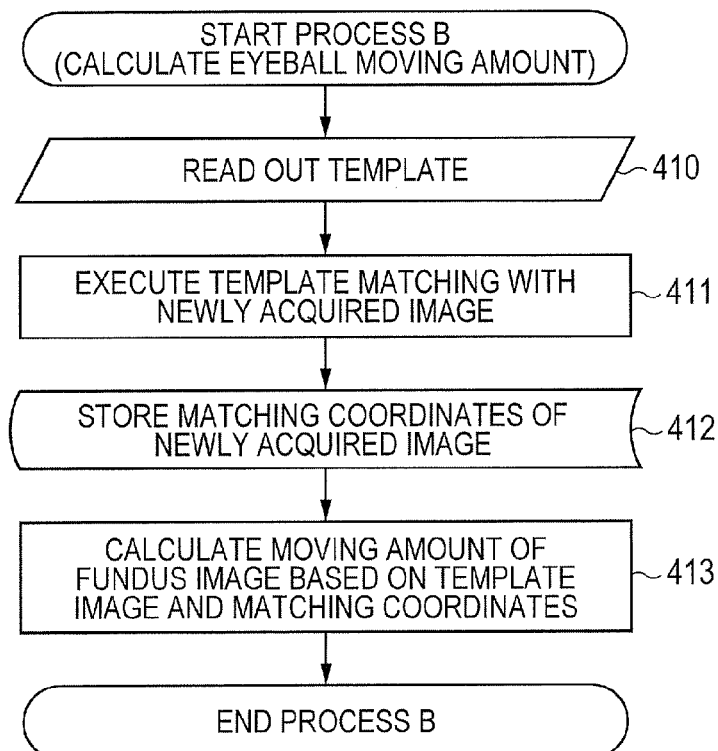 START PROCESS B
(CALCULATE EYEBALL MOVING AMOUNT)
READ OUT TEMPLATE
410
EXECUTE TEMPLATE MATCHING WITH
NEWLY ACQUIRED IMAGE
411
STORE MATCHING COORDINATES OF
NEWLY ACQUIRED IMAGE
412
CALCULATE MOVING AMOUNT OF
FUNDUS IMAGE BASED ON TEMPLATE
IMAGE AND MATCHING COORDINATES
413
END PROCESS B